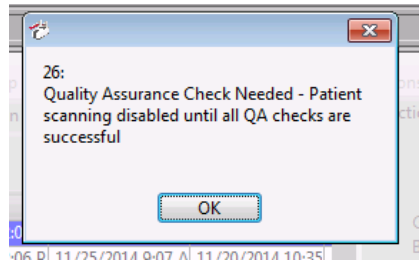 26:
Quality Assurance Check Needed - Patient
scanning disabled until all QA checks are
successful
OK
:06 P 11/25/2014 9:07 A 11/20/2014 10:35